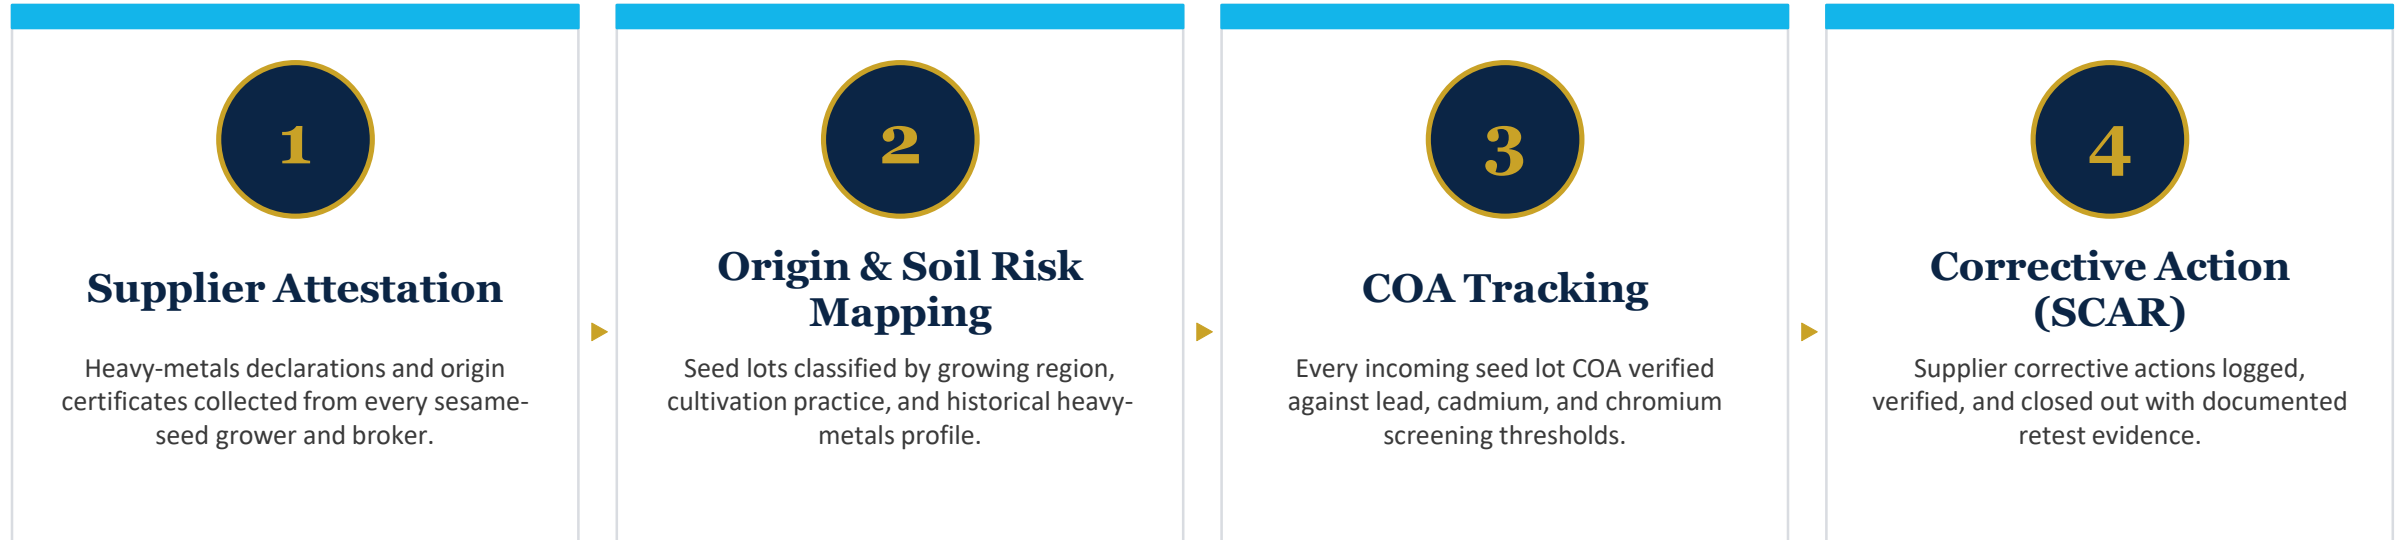 1
Supplier Attestation
Heavy-metals declarations and origin
certificates collected from every sesame-
seed grower and broker.
2
Origin & Soil Risk
Mapping
Seed lots classified by growing region,
cultivation practice, and historical heavy-
metals profile.
3
COA Tracking
Every incoming seed lot COA verified
against lead, cadmium, and chromium
screening thresholds.
4
Corrective Action
(SCAR)
Supplier corrective actions logged,
verified, and closed out with documented
retest evidence.